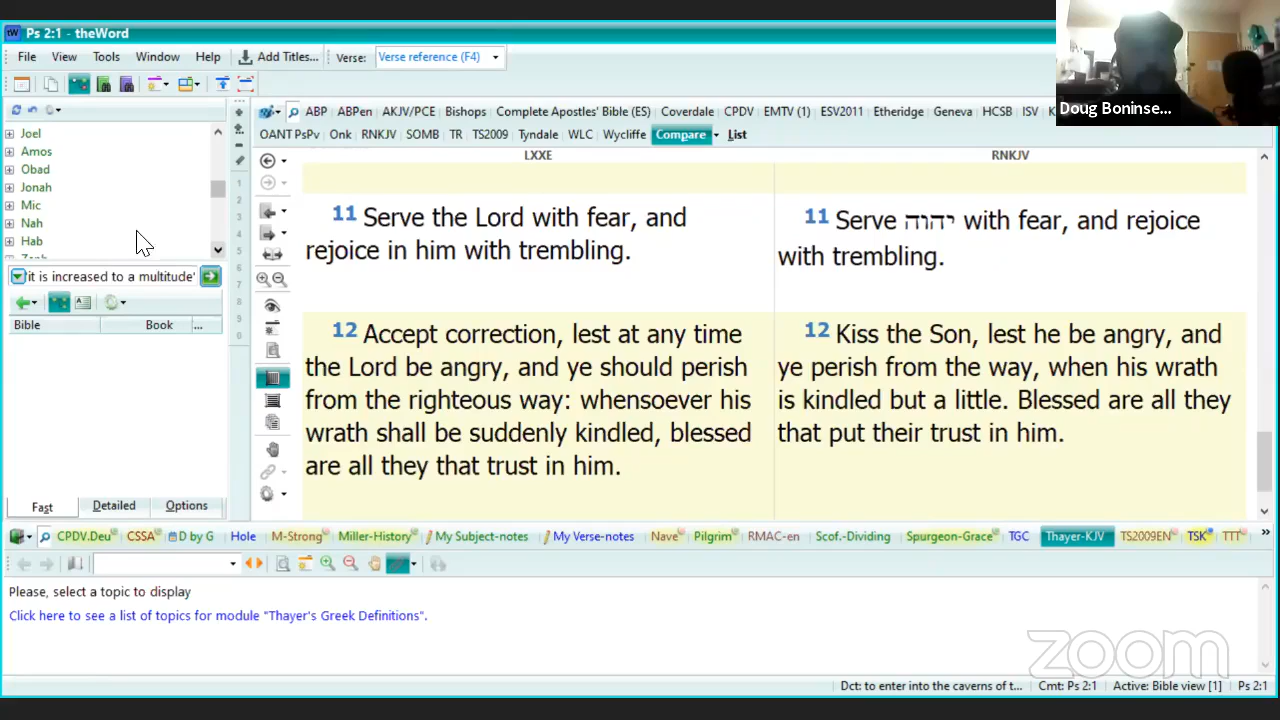 Ps 2:1 - theWord
File View Tools Window Help Add Titles... Verse: Verse reference (F4)
Doug Boninse...
ABP ABPen AKJV/PCE Bishops Complete Apostles' Bible (ES) Coverdale CPDV EMTV (1) ESV2011 Etheridge Geneva HCSB ISV
OANT PsPv Onk RNKJV SOMB TR TS2009 Tyndale WLC Wycliffe Compare List
Joel
Amos
Obad
Jonah
Mic
Nah
Hab
it is increased to a multitude'
Bible Book ...
Fast Detailed Options
1
2
3
4
5
6
7
8
9
0
LXXE
11 Serve the Lord with fear, and
rejoice in him with trembling.
12 Accept correction, lest at any time
the Lord be angry, and ye should perish
from the righteous way: whensoever his
wrath shall be suddenly kindled, blessed
are all they that trust in him.
RNKJV
11 Serve יהוה with fear, and rejoice
with trembling.
12 Kiss the Son, lest he be angry, and
ye perish from the way, when his wrath
is kindled but a little. Blessed are all they
that put their trust in him.
CPDV.Deu CSSA D by G Hole M-Strong Miller-History My Subject-notes My Verse-notes Nave Pilgrim RMAC-en Scof.-Dividing Spurgeon-Grace TGC Thayer-KJV TS2009EN TSK TTT
Please, select a topic to display
Click here to see a list of topics for module "Thayer's Greek Definitions".
zoom
Dct: to enter into the caverns of t... Cmt: Ps 2:1 Active: Bible view [1] Ps 2:1